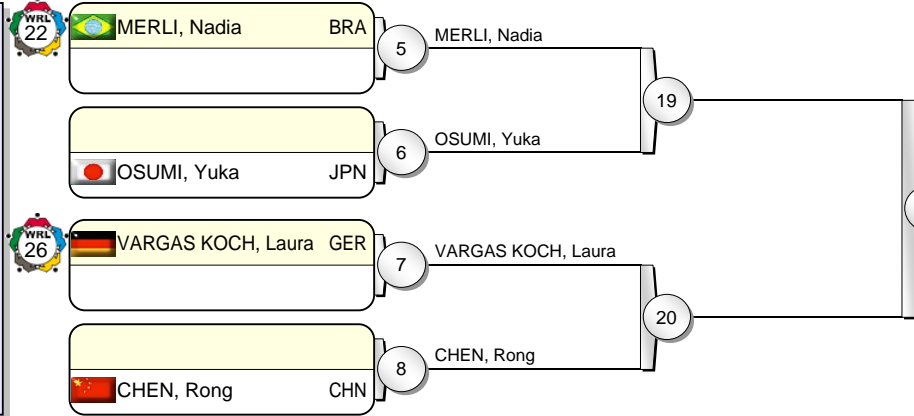 WRL
22
MERLI, Nadia BRA
5
MERLI, Nadia
19
OSUMI, Yuka JPN
6
OSUMI, Yuka
WRL
26
VARGAS KOCH, Laura GER
7
VARGAS KOCH, Laura
20
CHEN, Rong CHN
8
CHEN, Rong